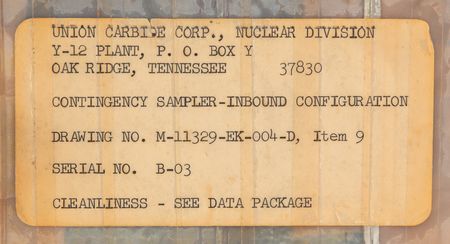 UNION CARBIDE CORP., NUCLEAR DIVISION
Y-12 PLANT, P. O. BOX Y
OAK RIDGE, TENNESSEE 37830
CONTINGENCY SAMPLER-INBOUND CONFIGURATION
DRAWING NO. M-11329-EK-004-D, Item 9
SERIAL NO. B-03
CLEANLINESS - SEE DATA PACKAGE